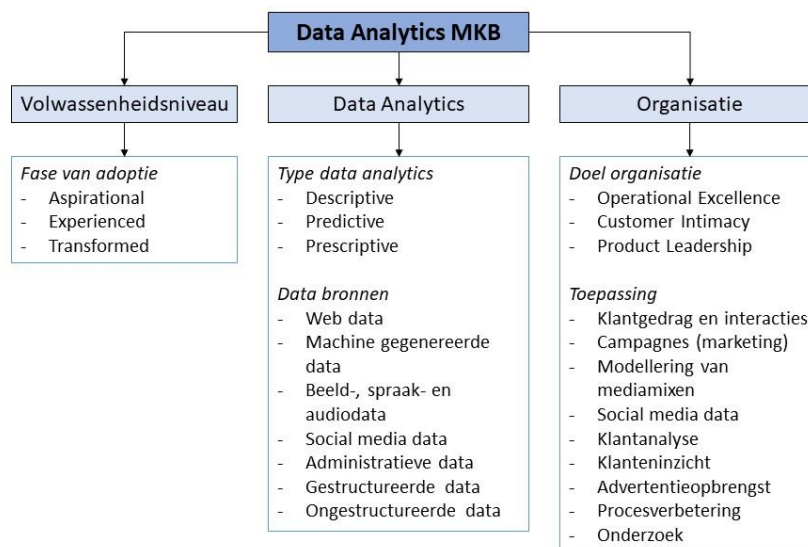 Data Analytics MKB
Volwassenheidsniveau
Fase van adoptie
- Aspirational
- Experienced
- Transformed
Data Analytics
Type data analytics
- Descriptive
- Predictive
- Prescriptive
Data bronnen
- Web data
- Machine gegenereerde
data
- Beeld-, spraak- en
audiodata
- Social media data
- Administratieve data
- Gestructureerde data
- Ongestructureerde data
Organisatie
Doel organisatie
- Operational Excellence
- Customer Intimacy
- Product Leadership
Toepassing
- Klantgedrag en interacties
- Campagnes (marketing)
- Modellering van
mediamixen
- Social media data
- Klantanalyse
- Klanteninzicht
- Advertentieopbrengst
- Procesverbetering
- Onderzoek